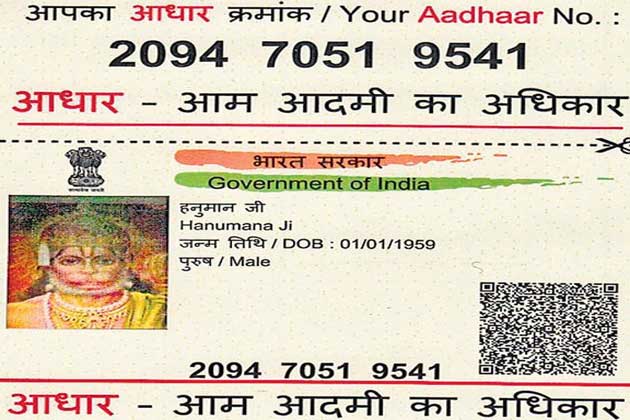 आपका आधार क्रमांक / Your Aadhaar No. :
2094 7051 9541
आधार - आम आदमी का अधिकार
भारत सरकार
Government of India
हनुमान जी
Hanumana Ji
जन्म तिथि / DOB : 01/01/1959
पुरुष / Male
2094 7051 9541
आधार - आम आदमी का अधिकार